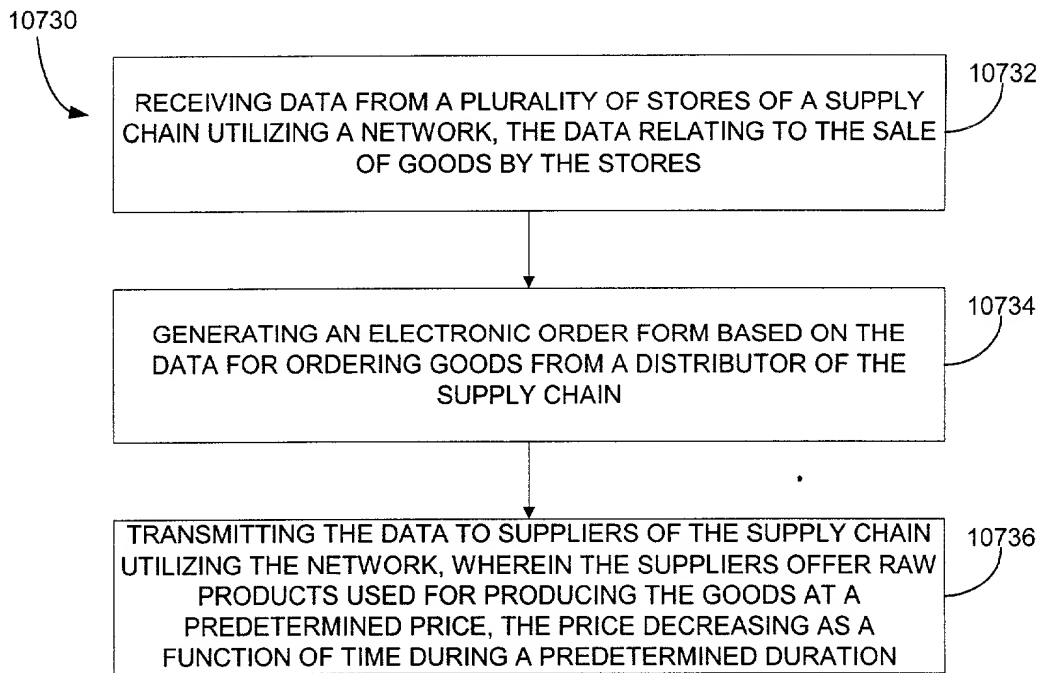 10730
10732
RECEIVING DATA FROM A PLURALITY OF STORES OF A SUPPLY
CHAIN UTILIZING A NETWORK, THE DATA RELATING TO THE SALE
OF GOODS BY THE STORES
10734
GENERATING AN ELECTRONIC ORDER FORM BASED ON THE
DATA FOR ORDERING GOODS FROM A DISTRIBUTOR OF THE
SUPPLY CHAIN
10736
TRANSMITTING THE DATA TO SUPPLIERS OF THE SUPPLY CHAIN
UTILIZING THE NETWORK, WHEREIN THE SUPPLIERS OFFER RAW
PRODUCTS USED FOR PRODUCING THE GOODS AT A
PREDETERMINED PRICE, THE PRICE DECREASING AS A
FUNCTION OF TIME DURING A PREDETERMINED DURATION